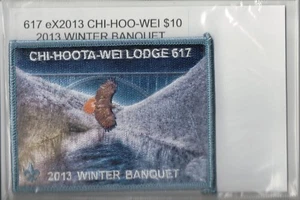 617 eX2013 CHI-HOO-WEI $10
2013 WINTER BANQUET
CHI-HOOTA-WEI LODGE 617
2013 WINTER BANQUET